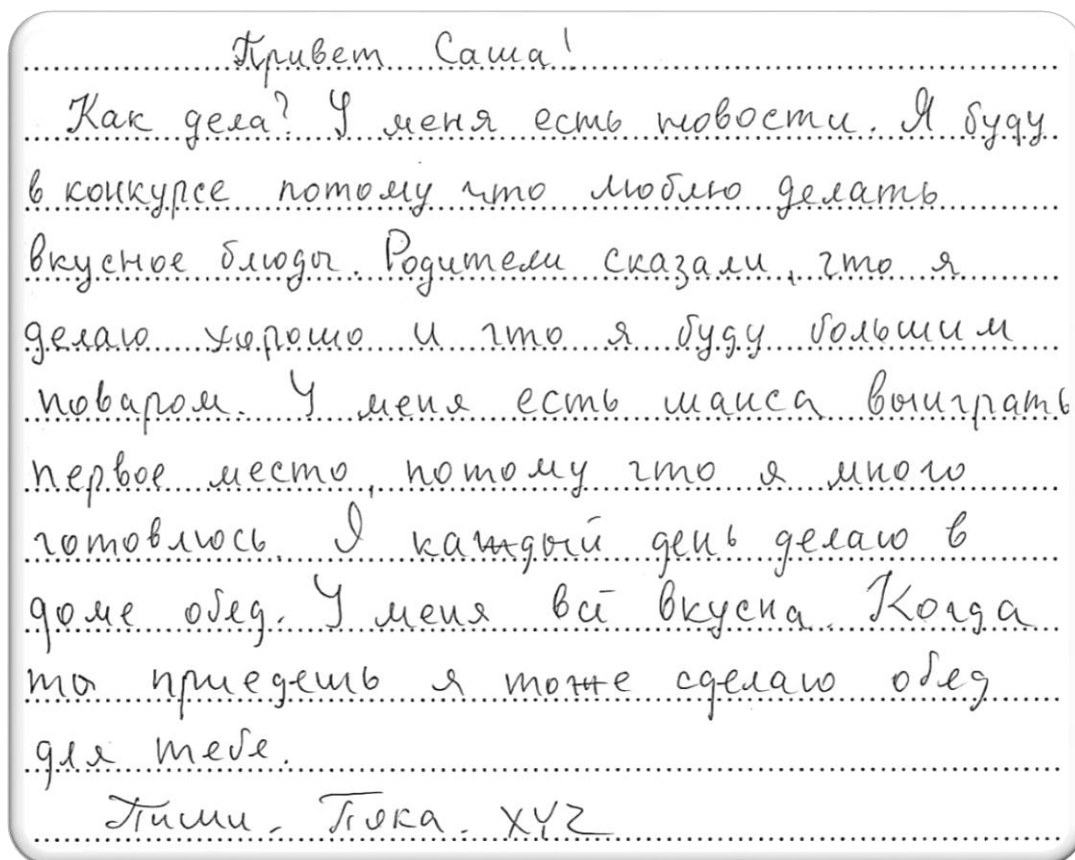 Привет Саша!
Как дела? У меня есть новости. Я буду
в конкурсе потому что люблю делать
вкусное блюды. Родители сказали, что я
делаю хорошо и что я буду большим
поваром. У меня есть шанса выиграть
первое место, потому что я много
готовлюсь. Я каждый день делаю в
доме обед. У меня всё вкусна. Когда
ты приедешь я тоже сделаю обед
для тебе.
Пиши. Пока. XYZ